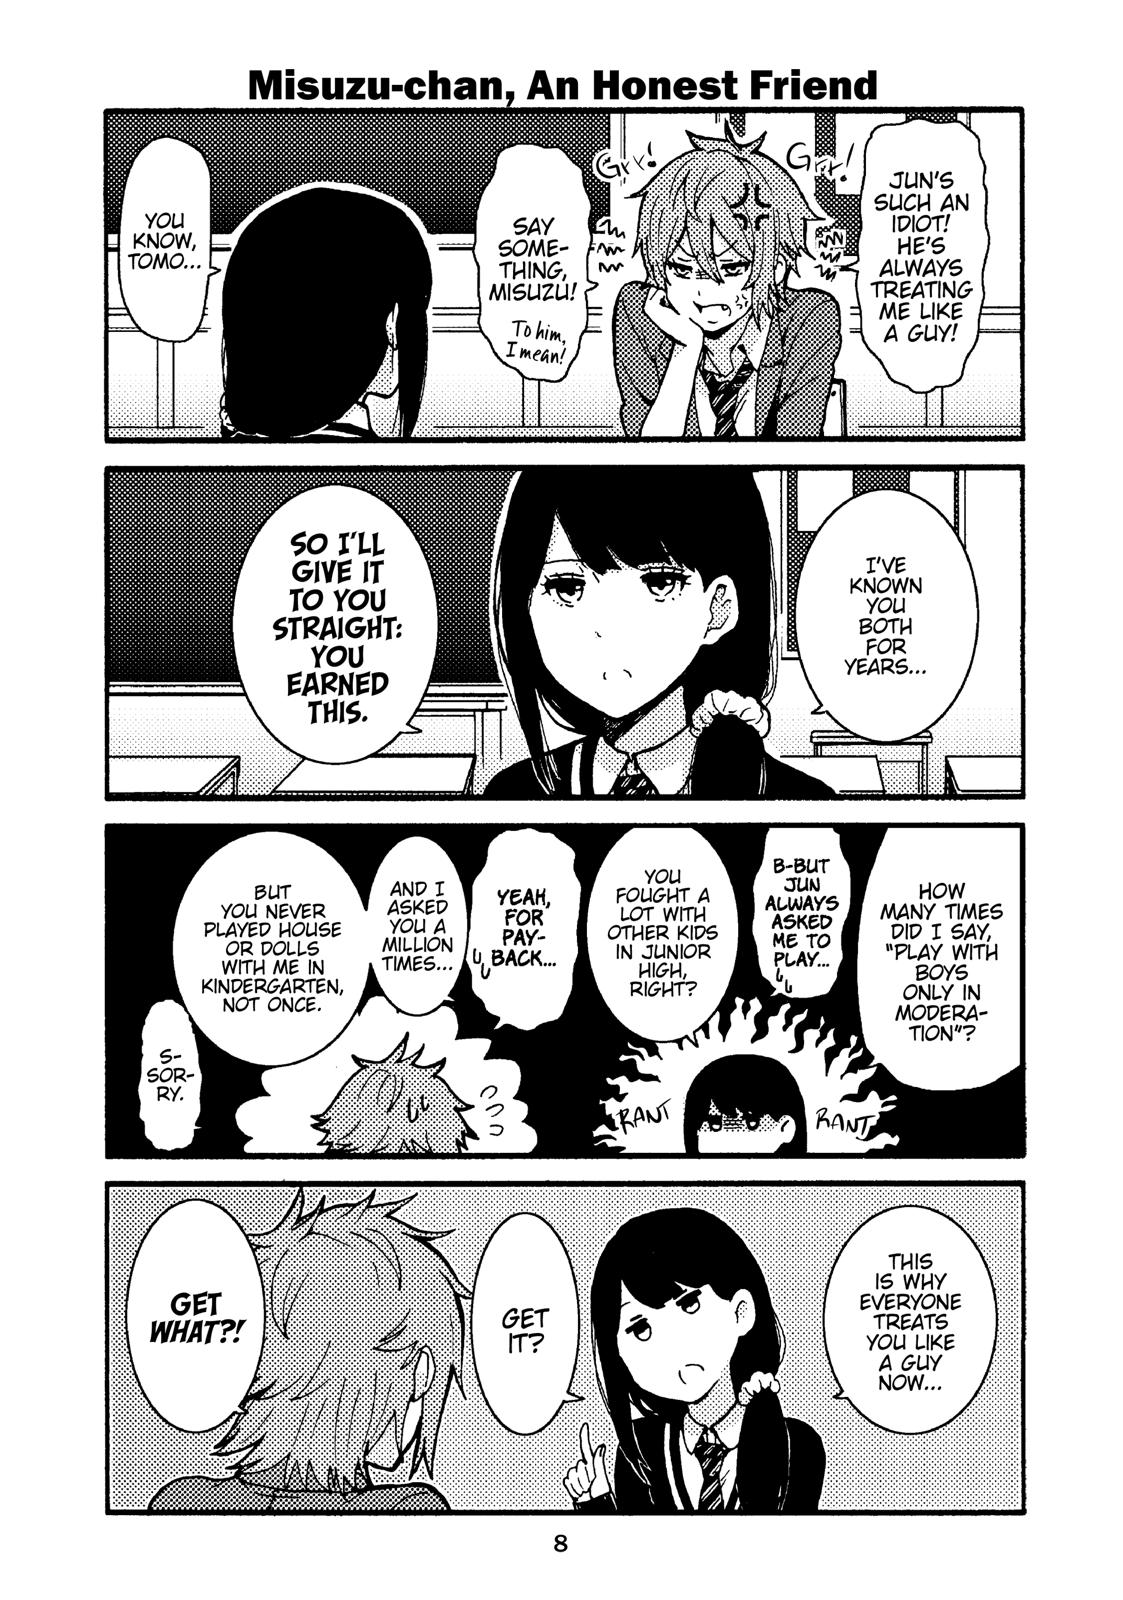 Misuzu-chan, An Honest Friend
JUN'S
SUCH AN
IDIOT!
HE'S
ALWAYS
TREATING
ME LIKE
A GUY!
Grr!
Grr!
SAY
SOME-
THING,
MISUZU!
To him,
I mean!
YOU
KNOW,
TOMO...
I'VE
KNOWN
YOU
BOTH
FOR
YEARS...
SO I'LL
GIVE IT
TO YOU
STRAIGHT:
YOU
EARNED
THIS.
HOW
MANY TIMES
DID I SAY,
"PLAY WITH
BOYS
ONLY IN
MODERA-
TION"?
B-BUT
JUN
ALWAYS
ASKED
ME TO
PLAY...
RANT
RANT
YOU
FOUGHT A
LOT WITH
OTHER KIDS
IN JUNIOR
HIGH,
RIGHT?
YEAH,
FOR
PAY-
BACK...
AND I
ASKED
YOU A
MILLION
TIMES...
BUT
YOU NEVER
PLAYED HOUSE
OR DOLLS
WITH ME IN
KINDERGARTEN,
NOT ONCE.
S-
SOR-
RY.
THIS
IS WHY
EVERYONE
TREATS
YOU LIKE
A GUY
NOW...
GET
IT?
GET
WHAT?!
8